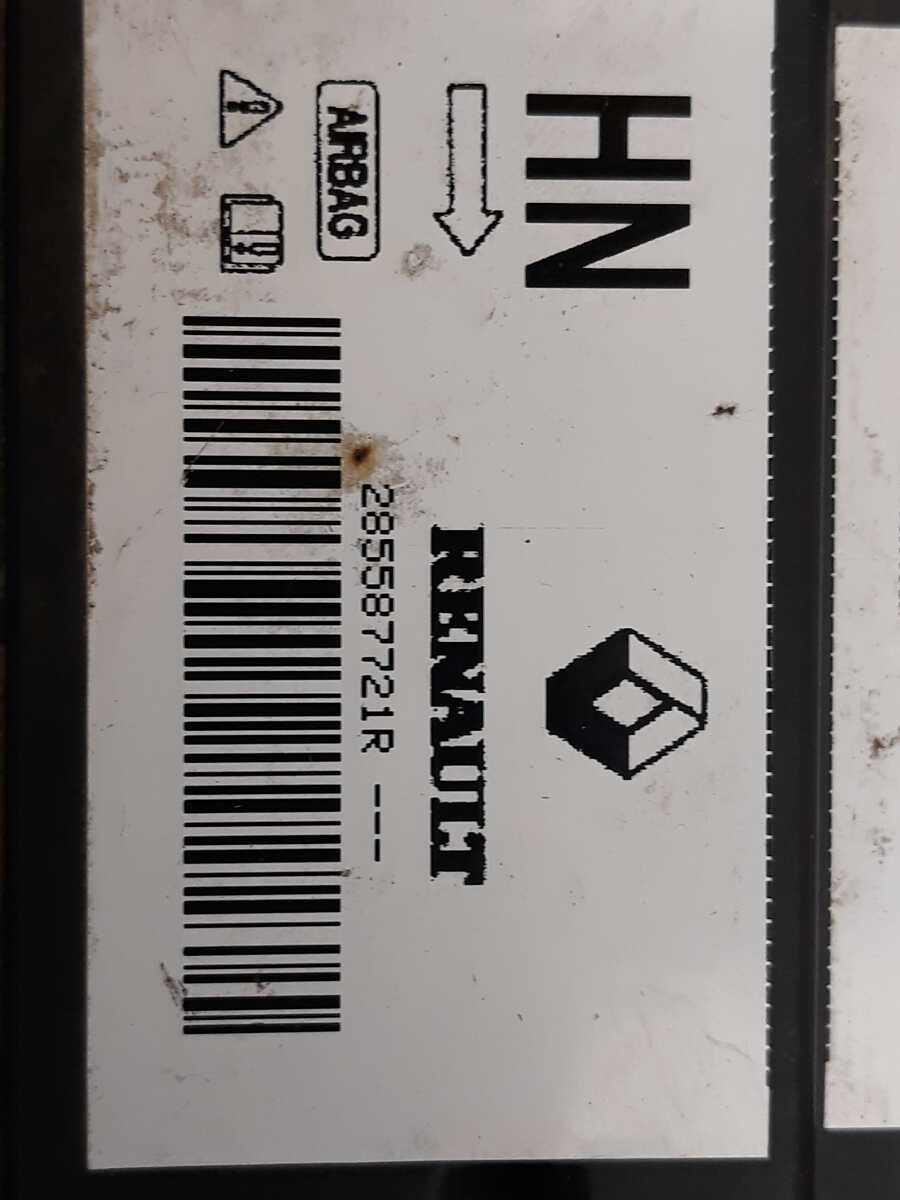 HN
RENAULT
285587721R ---
AIRBAG